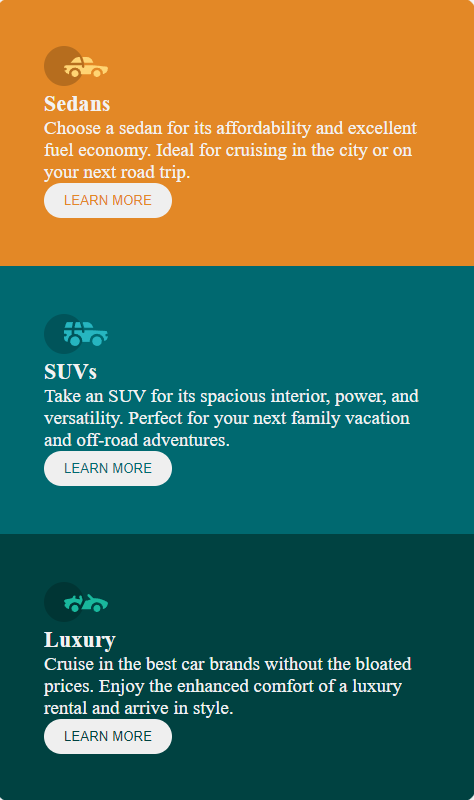 Sedans
Choose a sedan for its affordability and excellent
fuel economy. Ideal for cruising in the city or on
your next road trip.
LEARN MORE
SUVs
Take an SUV for its spacious interior, power, and
versatility. Perfect for your next family vacation
and off-road adventures.
LEARN MORE
Luxury
Cruise in the best car brands without the bloated
prices. Enjoy the enhanced comfort of a luxury
rental and arrive in style.
LEARN MORE